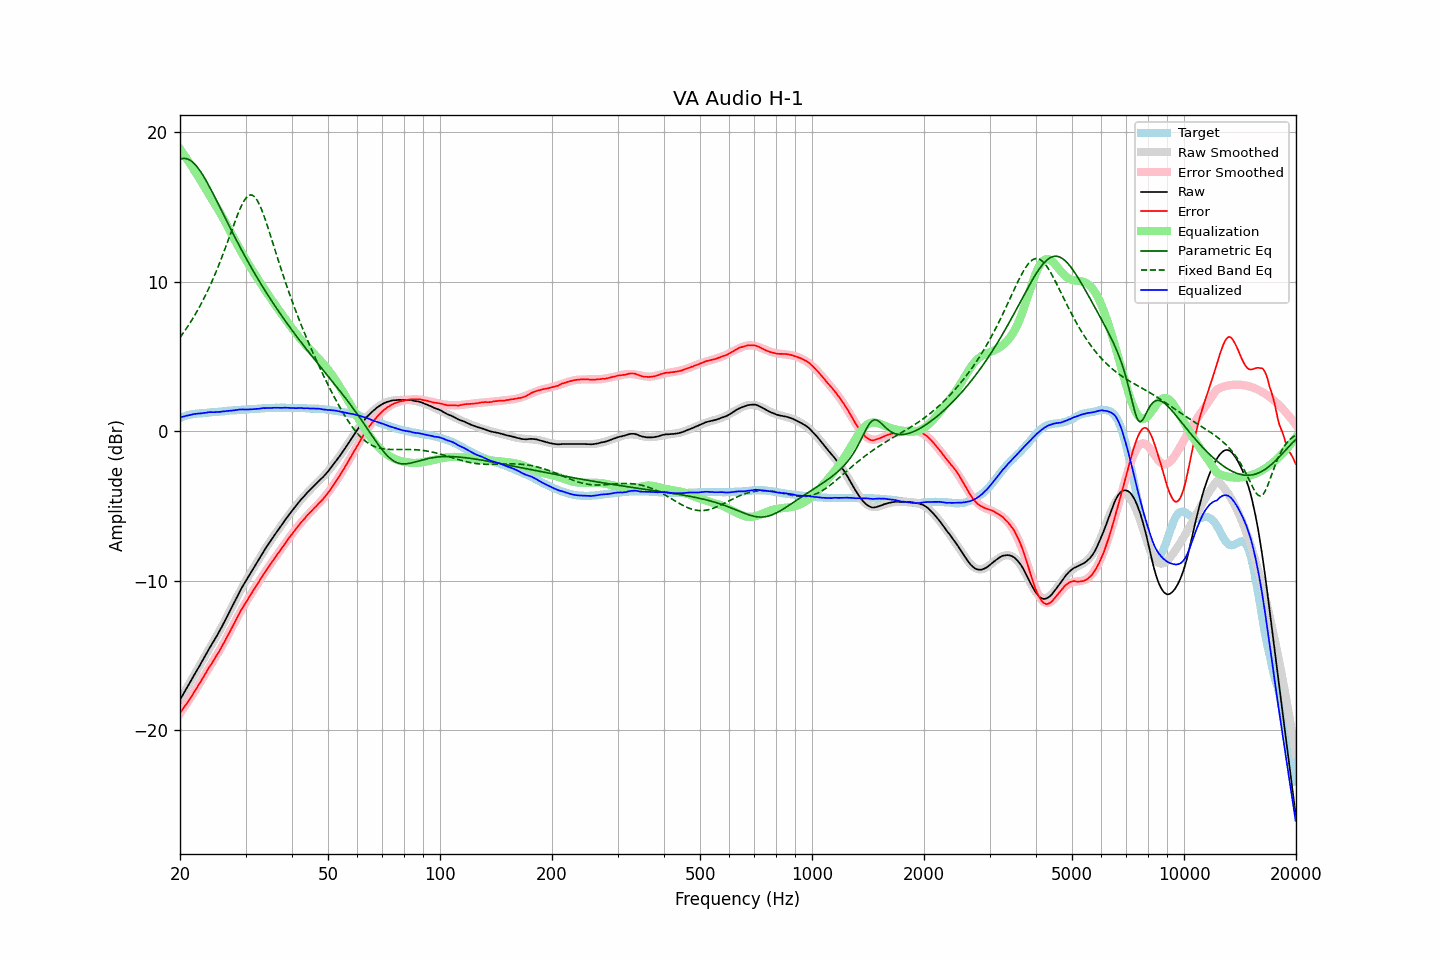 VA Audio H-1
Target
Raw Smoothed
Error Smoothed
Raw
Error
Equalization
Parametric Eq
Fixed Band Eq
Equalized
20
10
0
−10
−20
Amplitude (dBr)
20
50
100
200
500
1000
2000
5000
10000
20000
Frequency (Hz)